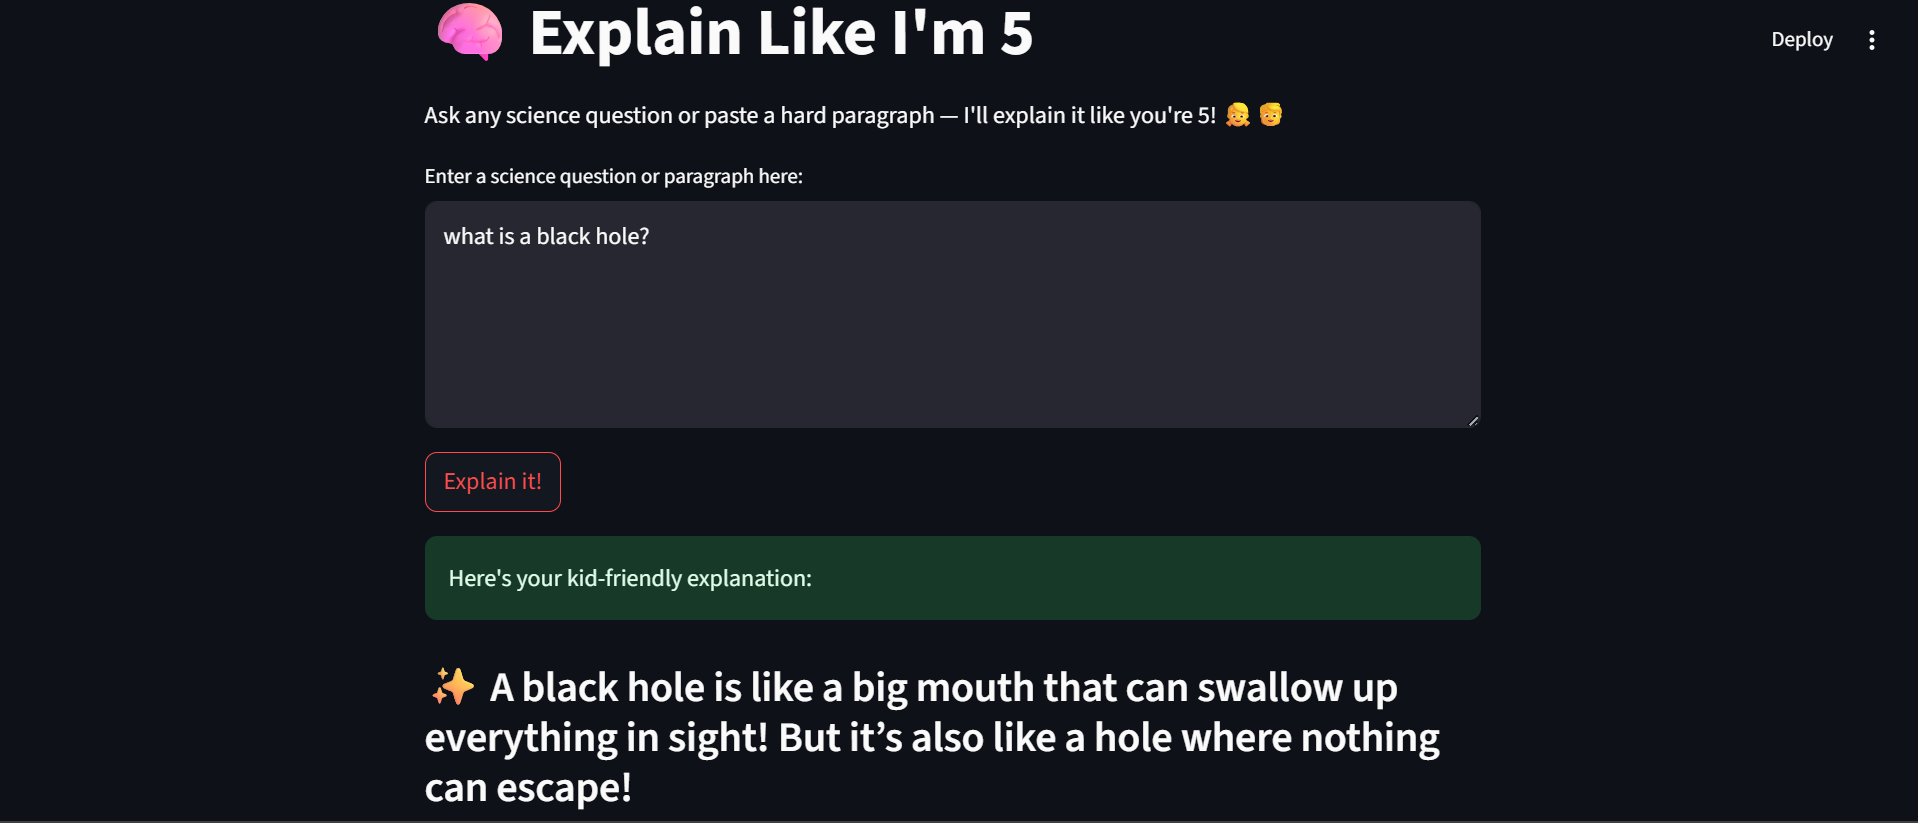 🧠 Explain Like I'm 5
Deploy
Ask any science question or paste a hard paragraph — I'll explain it like you're 5! 👧 👦
Enter a science question or paragraph here:
what is a black hole?
Explain it!
Here's your kid-friendly explanation:
✨ A black hole is like a big mouth that can swallow up
everything in sight! But it’s also like a hole where nothing
can escape!